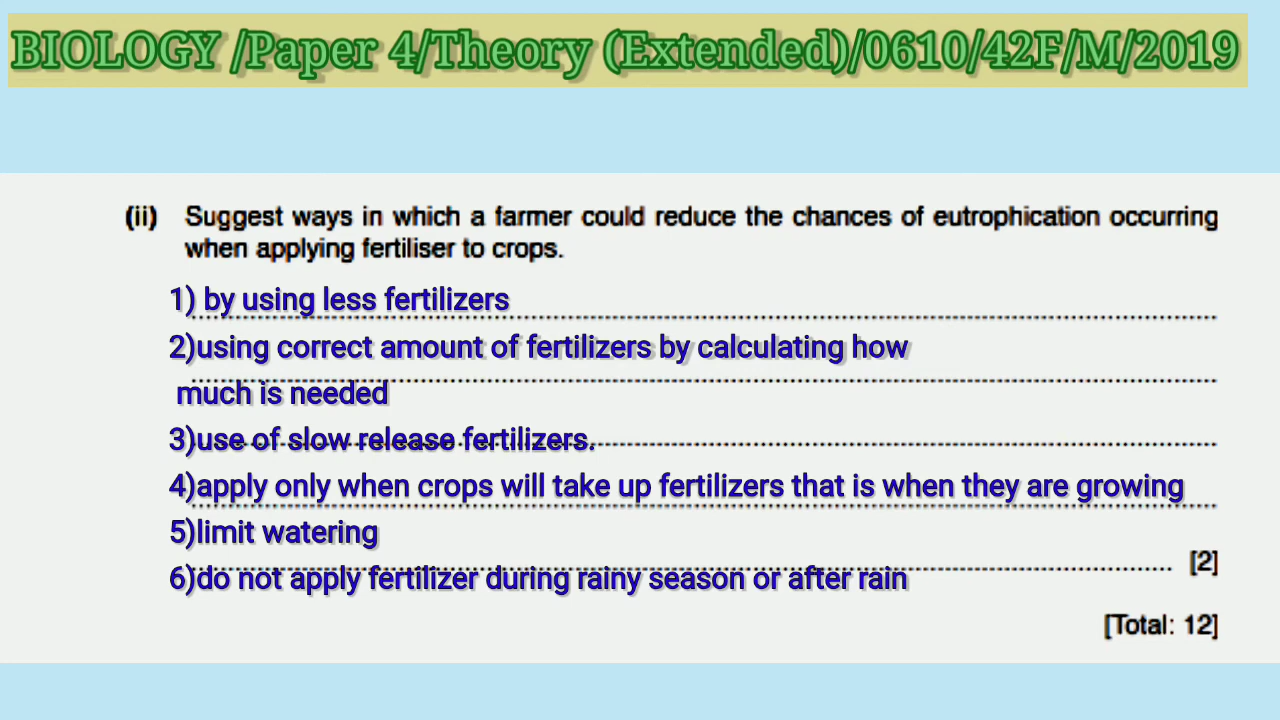 BIOLOGY /Paper 4/Theory (Extended)/0610/42F/M/2019
(ii) Suggest ways in which a farmer could reduce the chances of eutrophication occurring
when applying fertiliser to crops.
1) by using less fertilizers
2)using correct amount of fertilizers by calculating how
much is needed
3)use of slow release fertilizers.
4)apply only when crops will take up fertilizers that is when they are growing
5)limit watering
[2]
6)do not apply fertilizer during rainy season or after rain
[Total: 12]